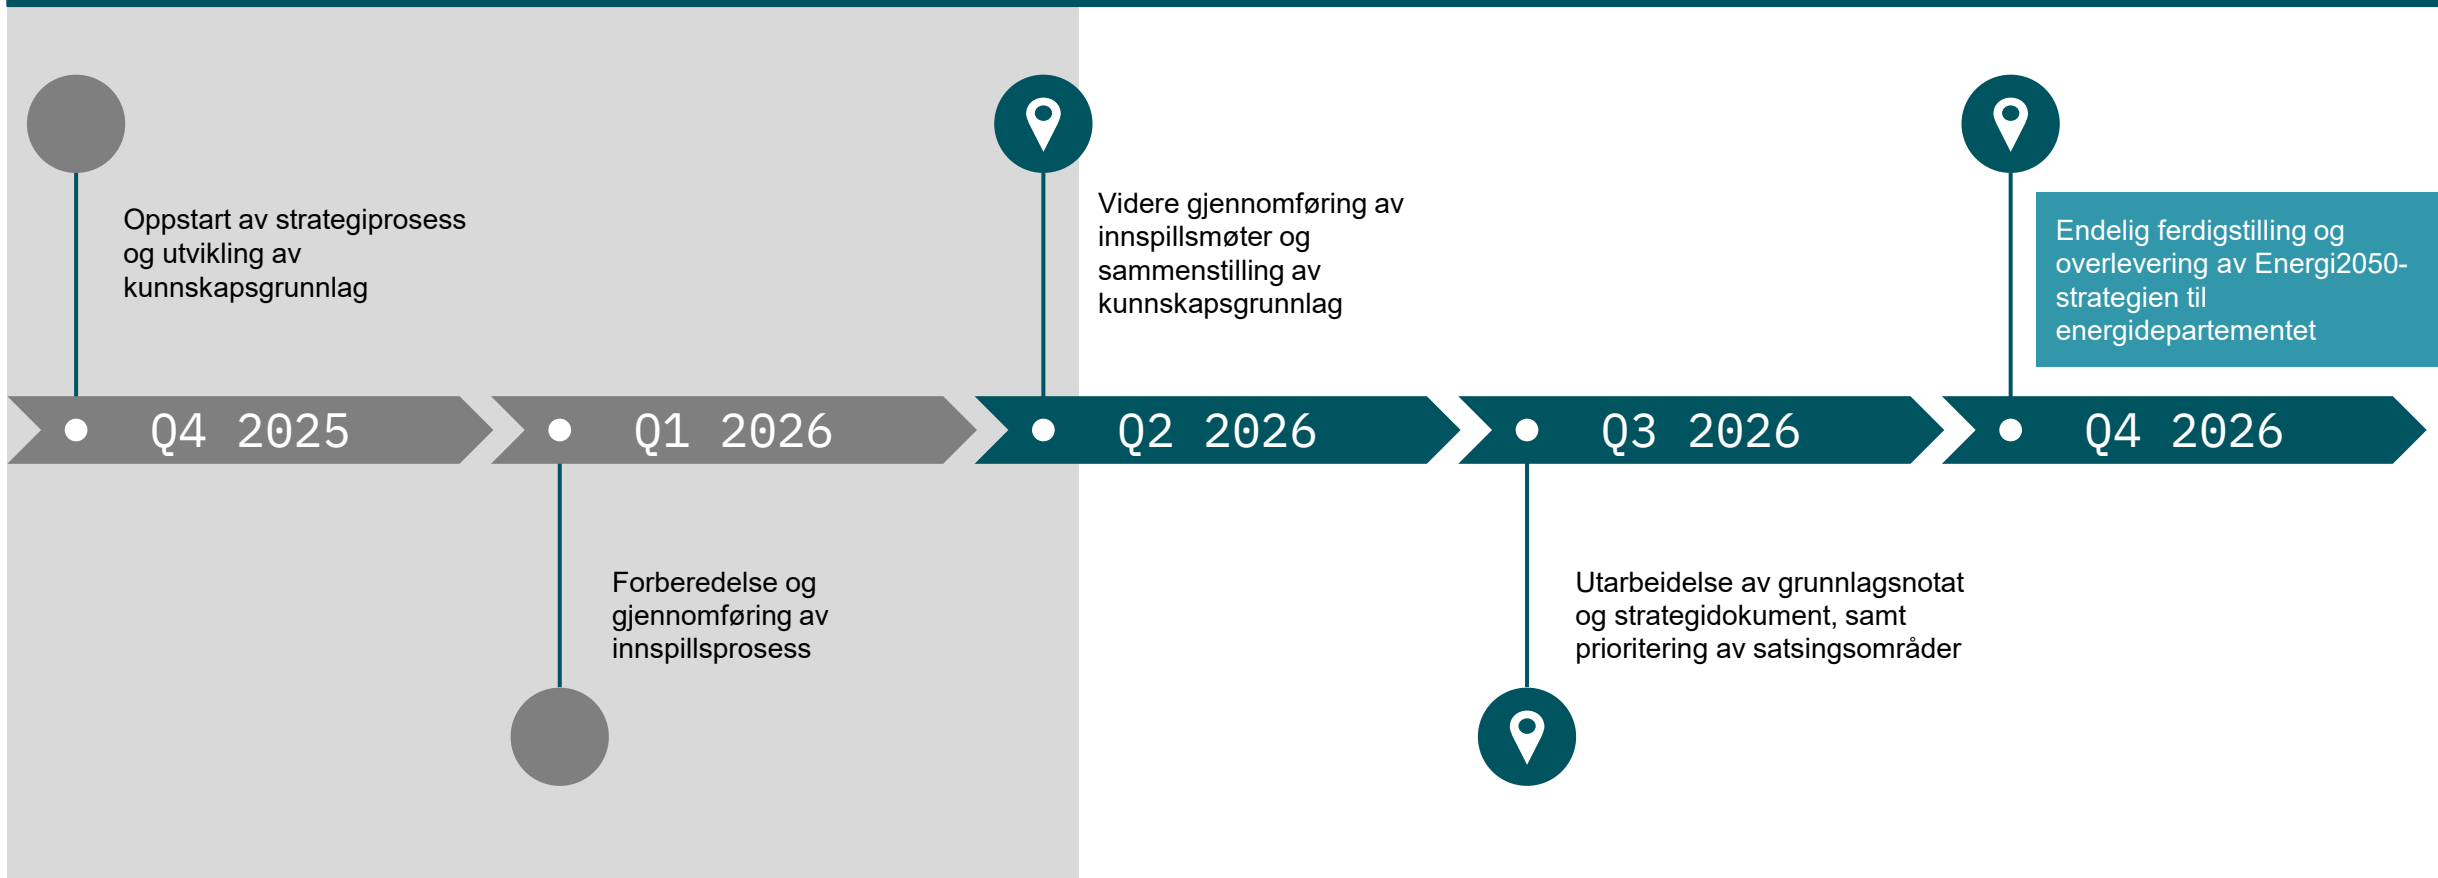 Oppstart av strategiprosess
og utvikling av
kunnskapsgrunnlag
Videre gjennomføring av
innspillsmøter og
sammenstilling av
kunnskapsgrunnlag
Endelig ferdigstilling og
overlevering av Energi2050-
strategien til
energidepartementet
Q4 2025
Q1 2026
Q2 2026
Q3 2026
Q4 2026
Forberedelse og
gjennomføring av
innspillsprosess
Utarbeidelse av grunnlagsnotat
og strategidokument, samt
prioritering av satsingsområder